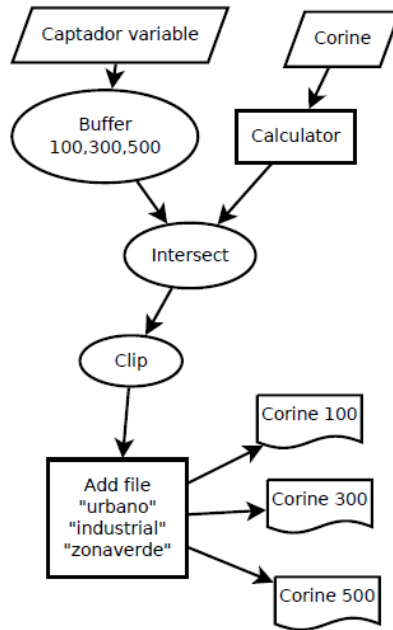 Captador variable
Corine
Buffer
100,300,500
Calculator
Intersect
Clip
Add file
"urbano"
"industrial"
"zonaverde"
Corine 100
Corine 300
Corine 500